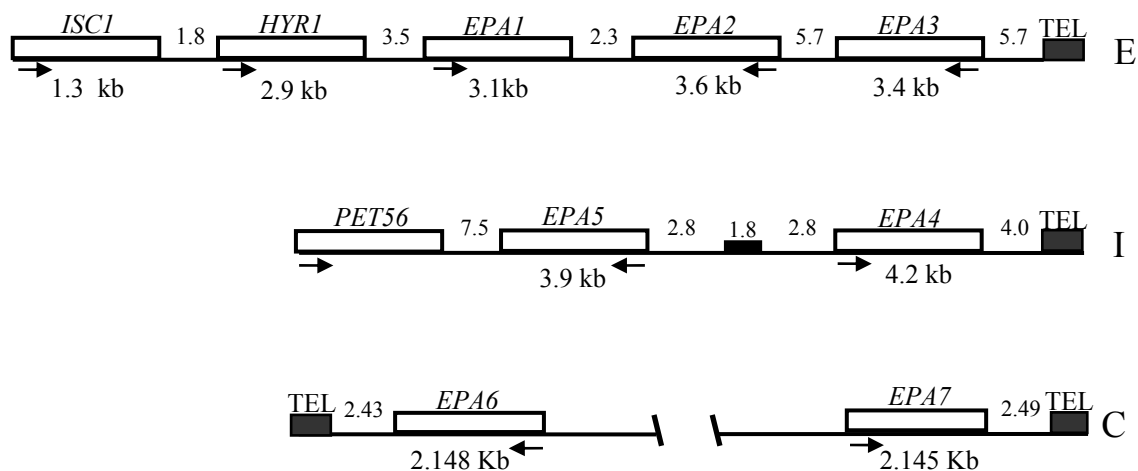 ISC1 1.8 HYR1 3.5 EPA1 2.3 EPA2 5.7 EPA3 5.7 TEL E
1.3 kb 2.9 kb 3.1kb 3.6 kb 3.4 kb
PET56 7.5 EPA5 2.8 1.8 2.8 EPA4 4.0 TEL I
3.9 kb 4.2 kb
TEL 2.43 EPA6 EPA7 2.49 TEL C
2.148 Kb 2.145 Kb